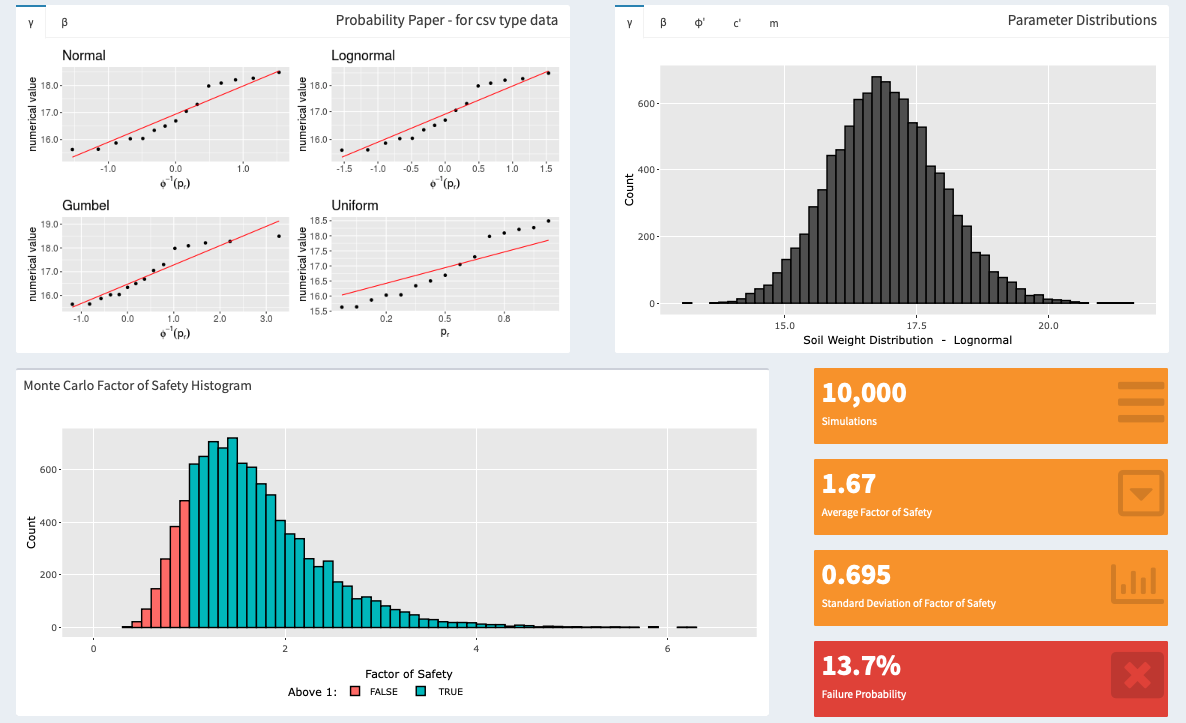 γ β Probability Paper - for csv type data
Normal
numerical value
18.0
17.0
16.0
-1.0 0.0 1.0
ϕ⁻¹(pᵣ)
Lognormal
numerical value
18.0
17.0
16.0
-1.5 -1.0 -0.5 0.0 0.5 1.0 1.5
ϕ⁻¹(pᵣ)
Gumbel
numerical value
19.0
18.0
17.0
16.0
-1.0 0.0 1.0 2.0 3.0
ϕ⁻¹(pᵣ)
Uniform
numerical value
18.5
18.0
17.5
17.0
16.5
16.0
15.5
0.2 0.5 0.8
pᵣ
γ β Φ' c' m Parameter Distributions
Count
600
400
200
0
15.0 17.5 20.0
Soil Weight Distribution - Lognormal
Monte Carlo Factor of Safety Histogram
Count
600
400
200
0
0 2 4 6
Factor of Safety
Above 1: FALSE TRUE
10,000
Simulations
1.67
Average Factor of Safety
0.695
Standard Deviation of Factor of Safety
13.7%
Failure Probability